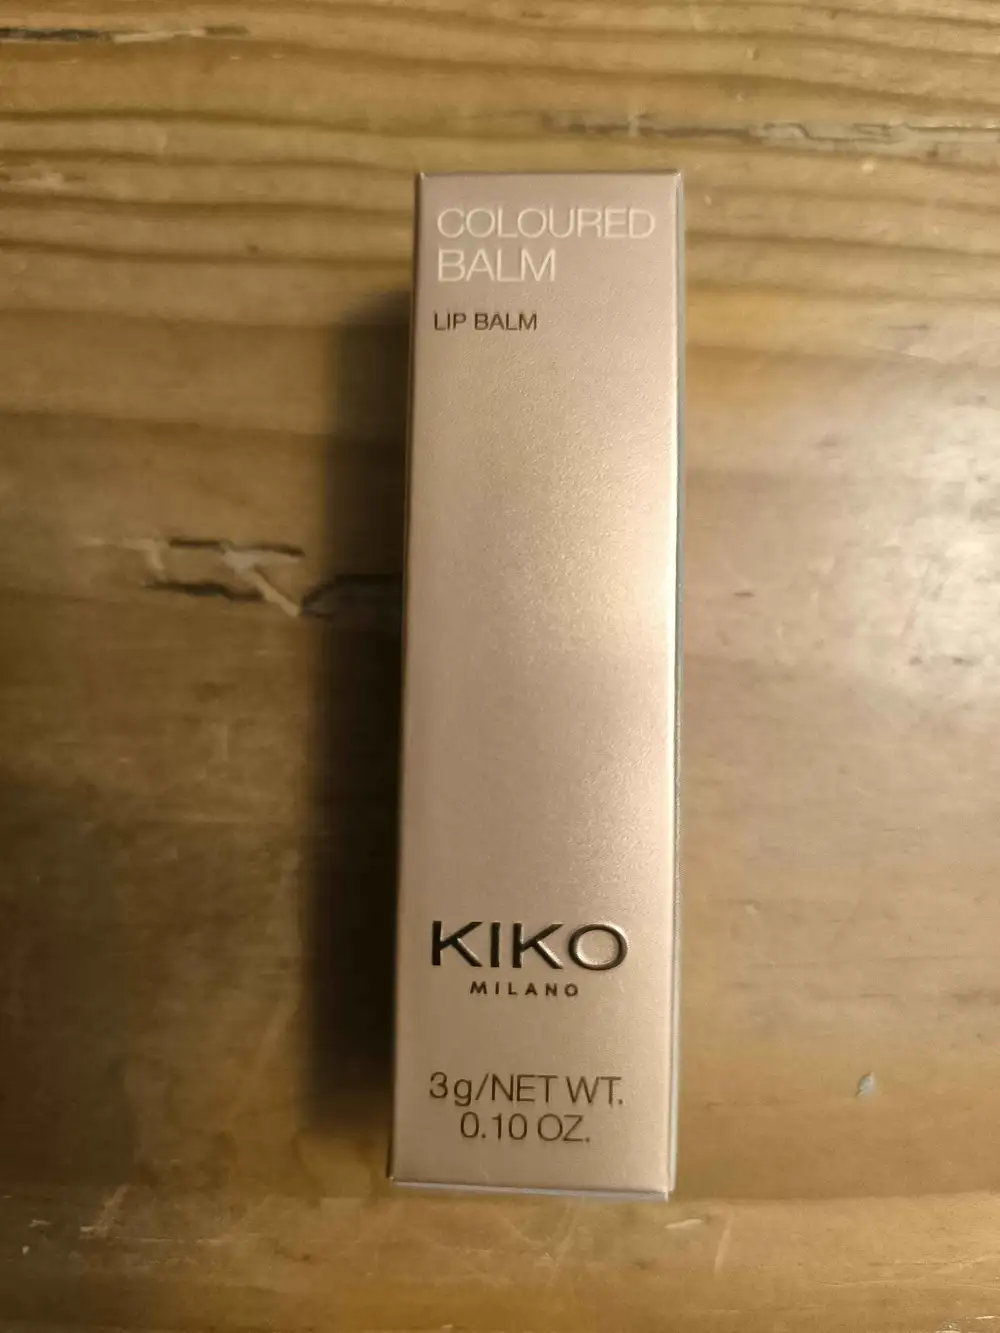 COLOURED
BALM
LIP BALM
KIKO
MILANO
3g/NET WT.
0.10 OZ.